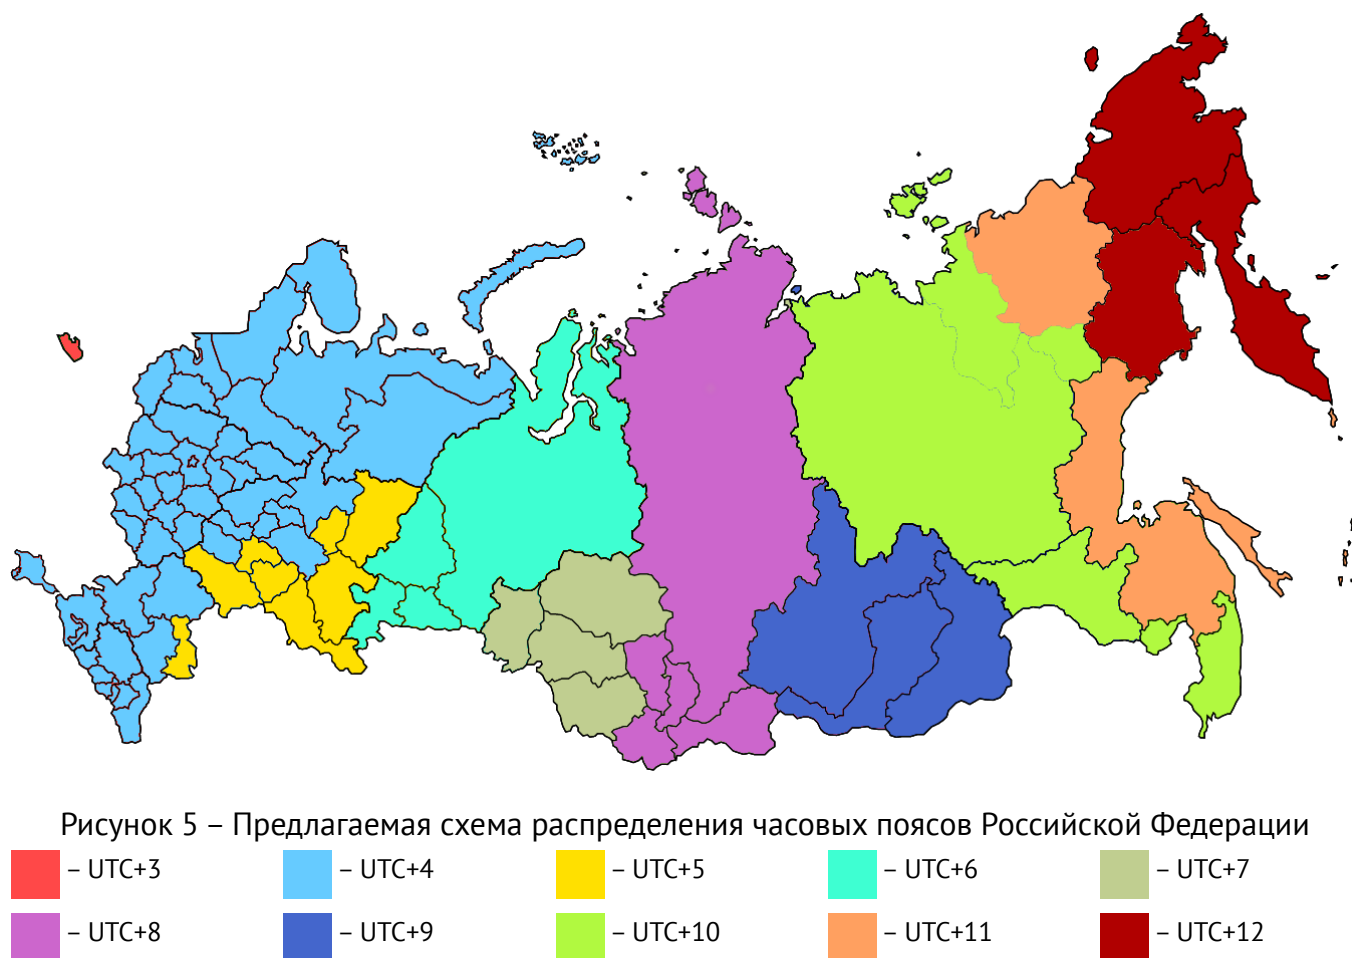 Рисунок 5 – Предлагаемая схема распределения часовых поясов Российской Федерации
– UTC+3 – UTC+4 – UTC+5 – UTC+6 – UTC+7
– UTC+8 – UTC+9 – UTC+10 – UTC+11 – UTC+12